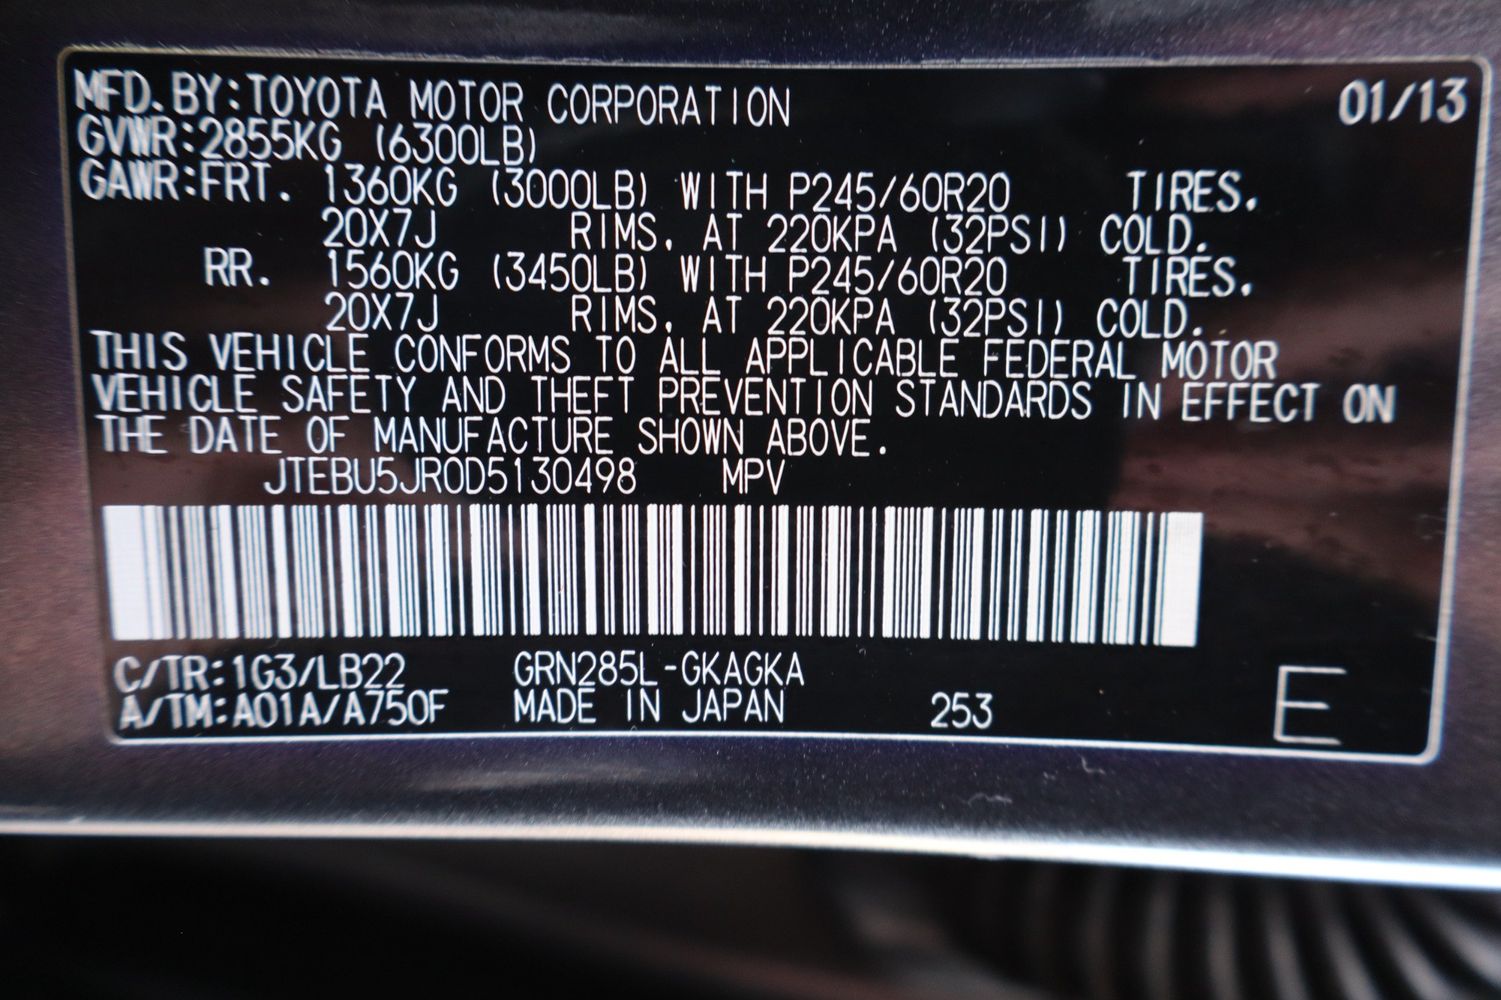 MFD.BY:TOYOTA MOTOR CORPORATION 01/13
GVWR:2855KG (6300LB)
GAWR:FRT. 1360KG (3000LB) WITH P245/60R20 TIRES.
20X7J RIMS. AT 220KPA (32PSI) COLD.
RR. 1560KG (3450LB) WITH P245/60R20 TIRES.
20X7J RIMS. AT 220KPA (32PSI) COLD.
THIS VEHICLE CONFORMS TO ALL APPLICABLE FEDERAL MOTOR
VEHICLE SAFETY AND THEFT PREVENTION STANDARDS IN EFFECT ON
THE DATE OF MANUFACTURE SHOWN ABOVE.
JTEBU5JR0D5130498 MPV
C/TR:1G3/LB22 GRN285L-GKAGKA
A/TM:A01A/A750F MADE IN JAPAN 253 E